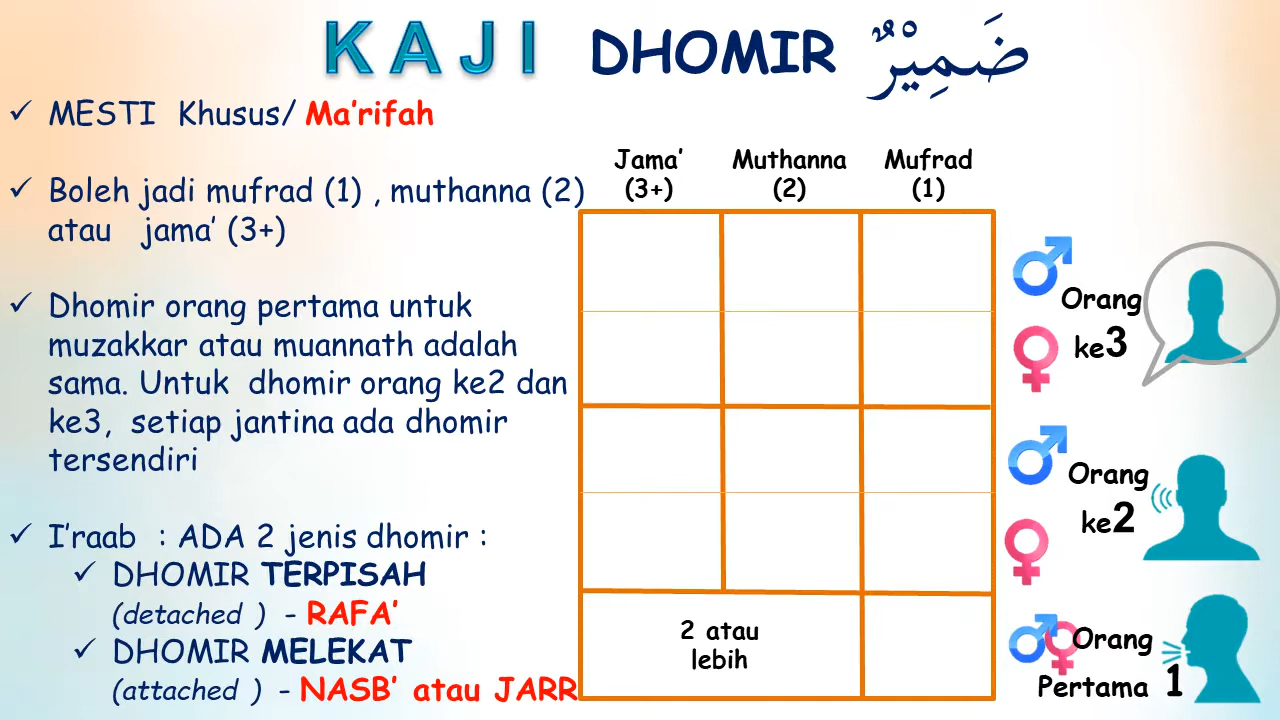 KAJI DHOMIR ضَمِيْرٌ
✓ MESTI Khusus/ Ma'rifah
✓ Boleh jadi mufrad (1) , muthanna (2)
atau jama' (3+)
✓ Dhomir orang pertama untuk
muzakkar atau muannath adalah
sama. Untuk dhomir orang ke2 dan
ke3, setiap jantina ada dhomir
tersendiri
✓ I'raab : ADA 2 jenis dhomir :
✓ DHOMIR TERPISAH
(detached ) - RAFA'
✓ DHOMIR MELEKAT
(attached ) - NASB' atau JARR
Jama' Muthanna Mufrad
(3+) (2) (1)
Orang
ke3
Orang
ke2
2 atau
lebih
Orang
Pertama 1